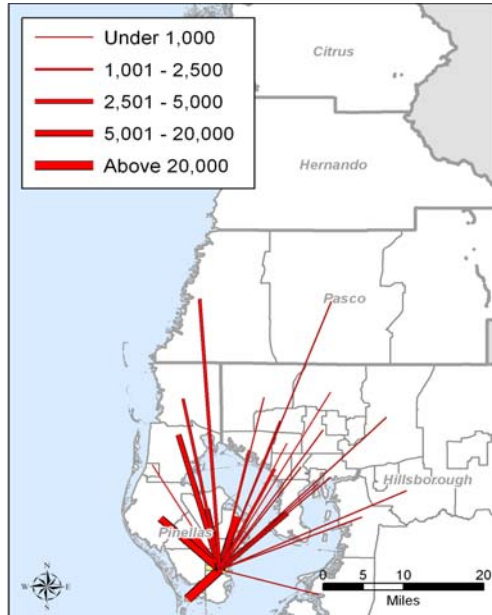 Under 1,000
1,001 - 2,500
2,501 - 5,000
5,001 - 20,000
Above 20,000
Citrus
Hernando
Pasco
Hillsborough
Pinellas
N
W E
S
0 5 10 20
Miles